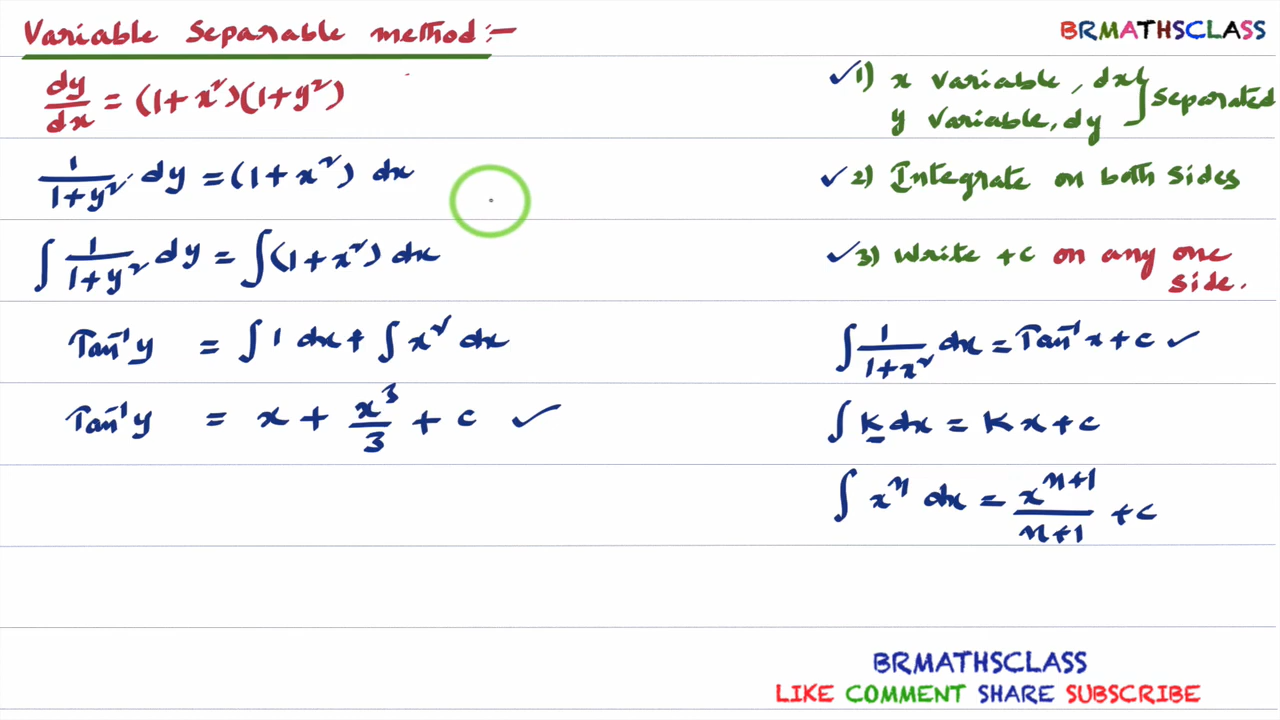 Variable Separable method :-
BRMATHSCLASS
dy/dx = (1+x²)(1+y²)
1/(1+y²) dy = (1+x²) dx
∫ 1/(1+y²) dy = ∫(1+x²) dx
Tan⁻¹y = ∫ 1 dx + ∫ x² dx
Tan⁻¹y = x + x³/3 + c ✓
✓1) x variable, dx } Separated
y variable, dy
✓2) Integrate on both sides
✓3) Write +c on any one
side.
∫ 1/(1+x²) dx = Tan⁻¹x + c ✓
∫ k dx = kx + c
∫ xⁿ dx = xⁿ⁺¹/(n+1) + c
BRMATHSCLASS
LIKE COMMENT SHARE SUBSCRIBE